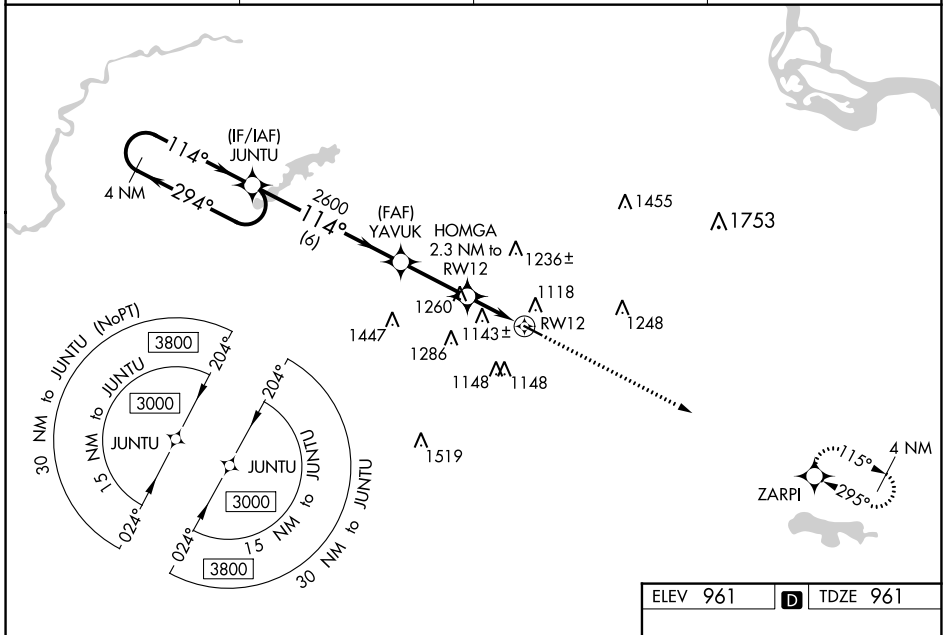 (IF/IAF)
JUNTU
114°
4 NM
294°
2600
114°
(6)
(FAF)
YAVUK
HOMGA
2.3 NM to
RW12
1455
1753
1236±
1260
1118
RW12
1248
1447
1143±
1286
1148
1148
1519
30 NM to JUNTU (NoPT)
3800
204°
15 NM to JUNTU
3000
JUNTU
024°
204°
JUNTU
3000
15 NM to JUNTU
024°
3800
30 NM to JUNTU
115°
4 NM
295°
ZARPI
ELEV 961 D TDZE 961